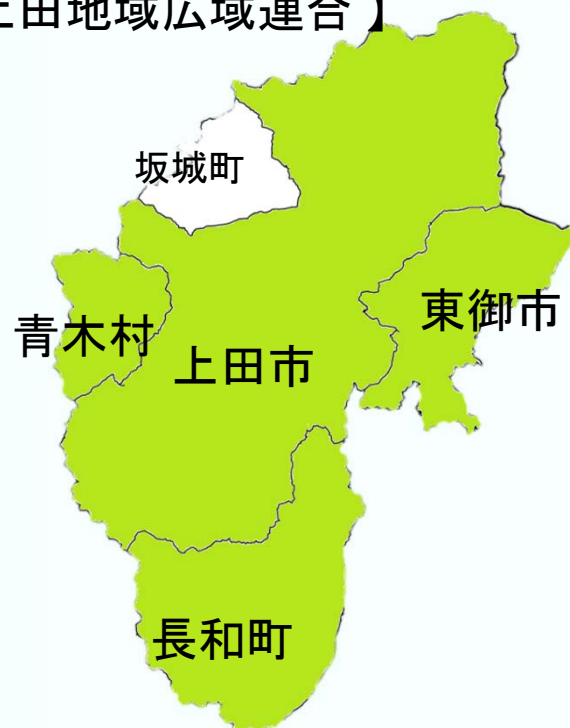 上田地域広域連合 】
坂城町
青木村
東御市
上田市
長和町